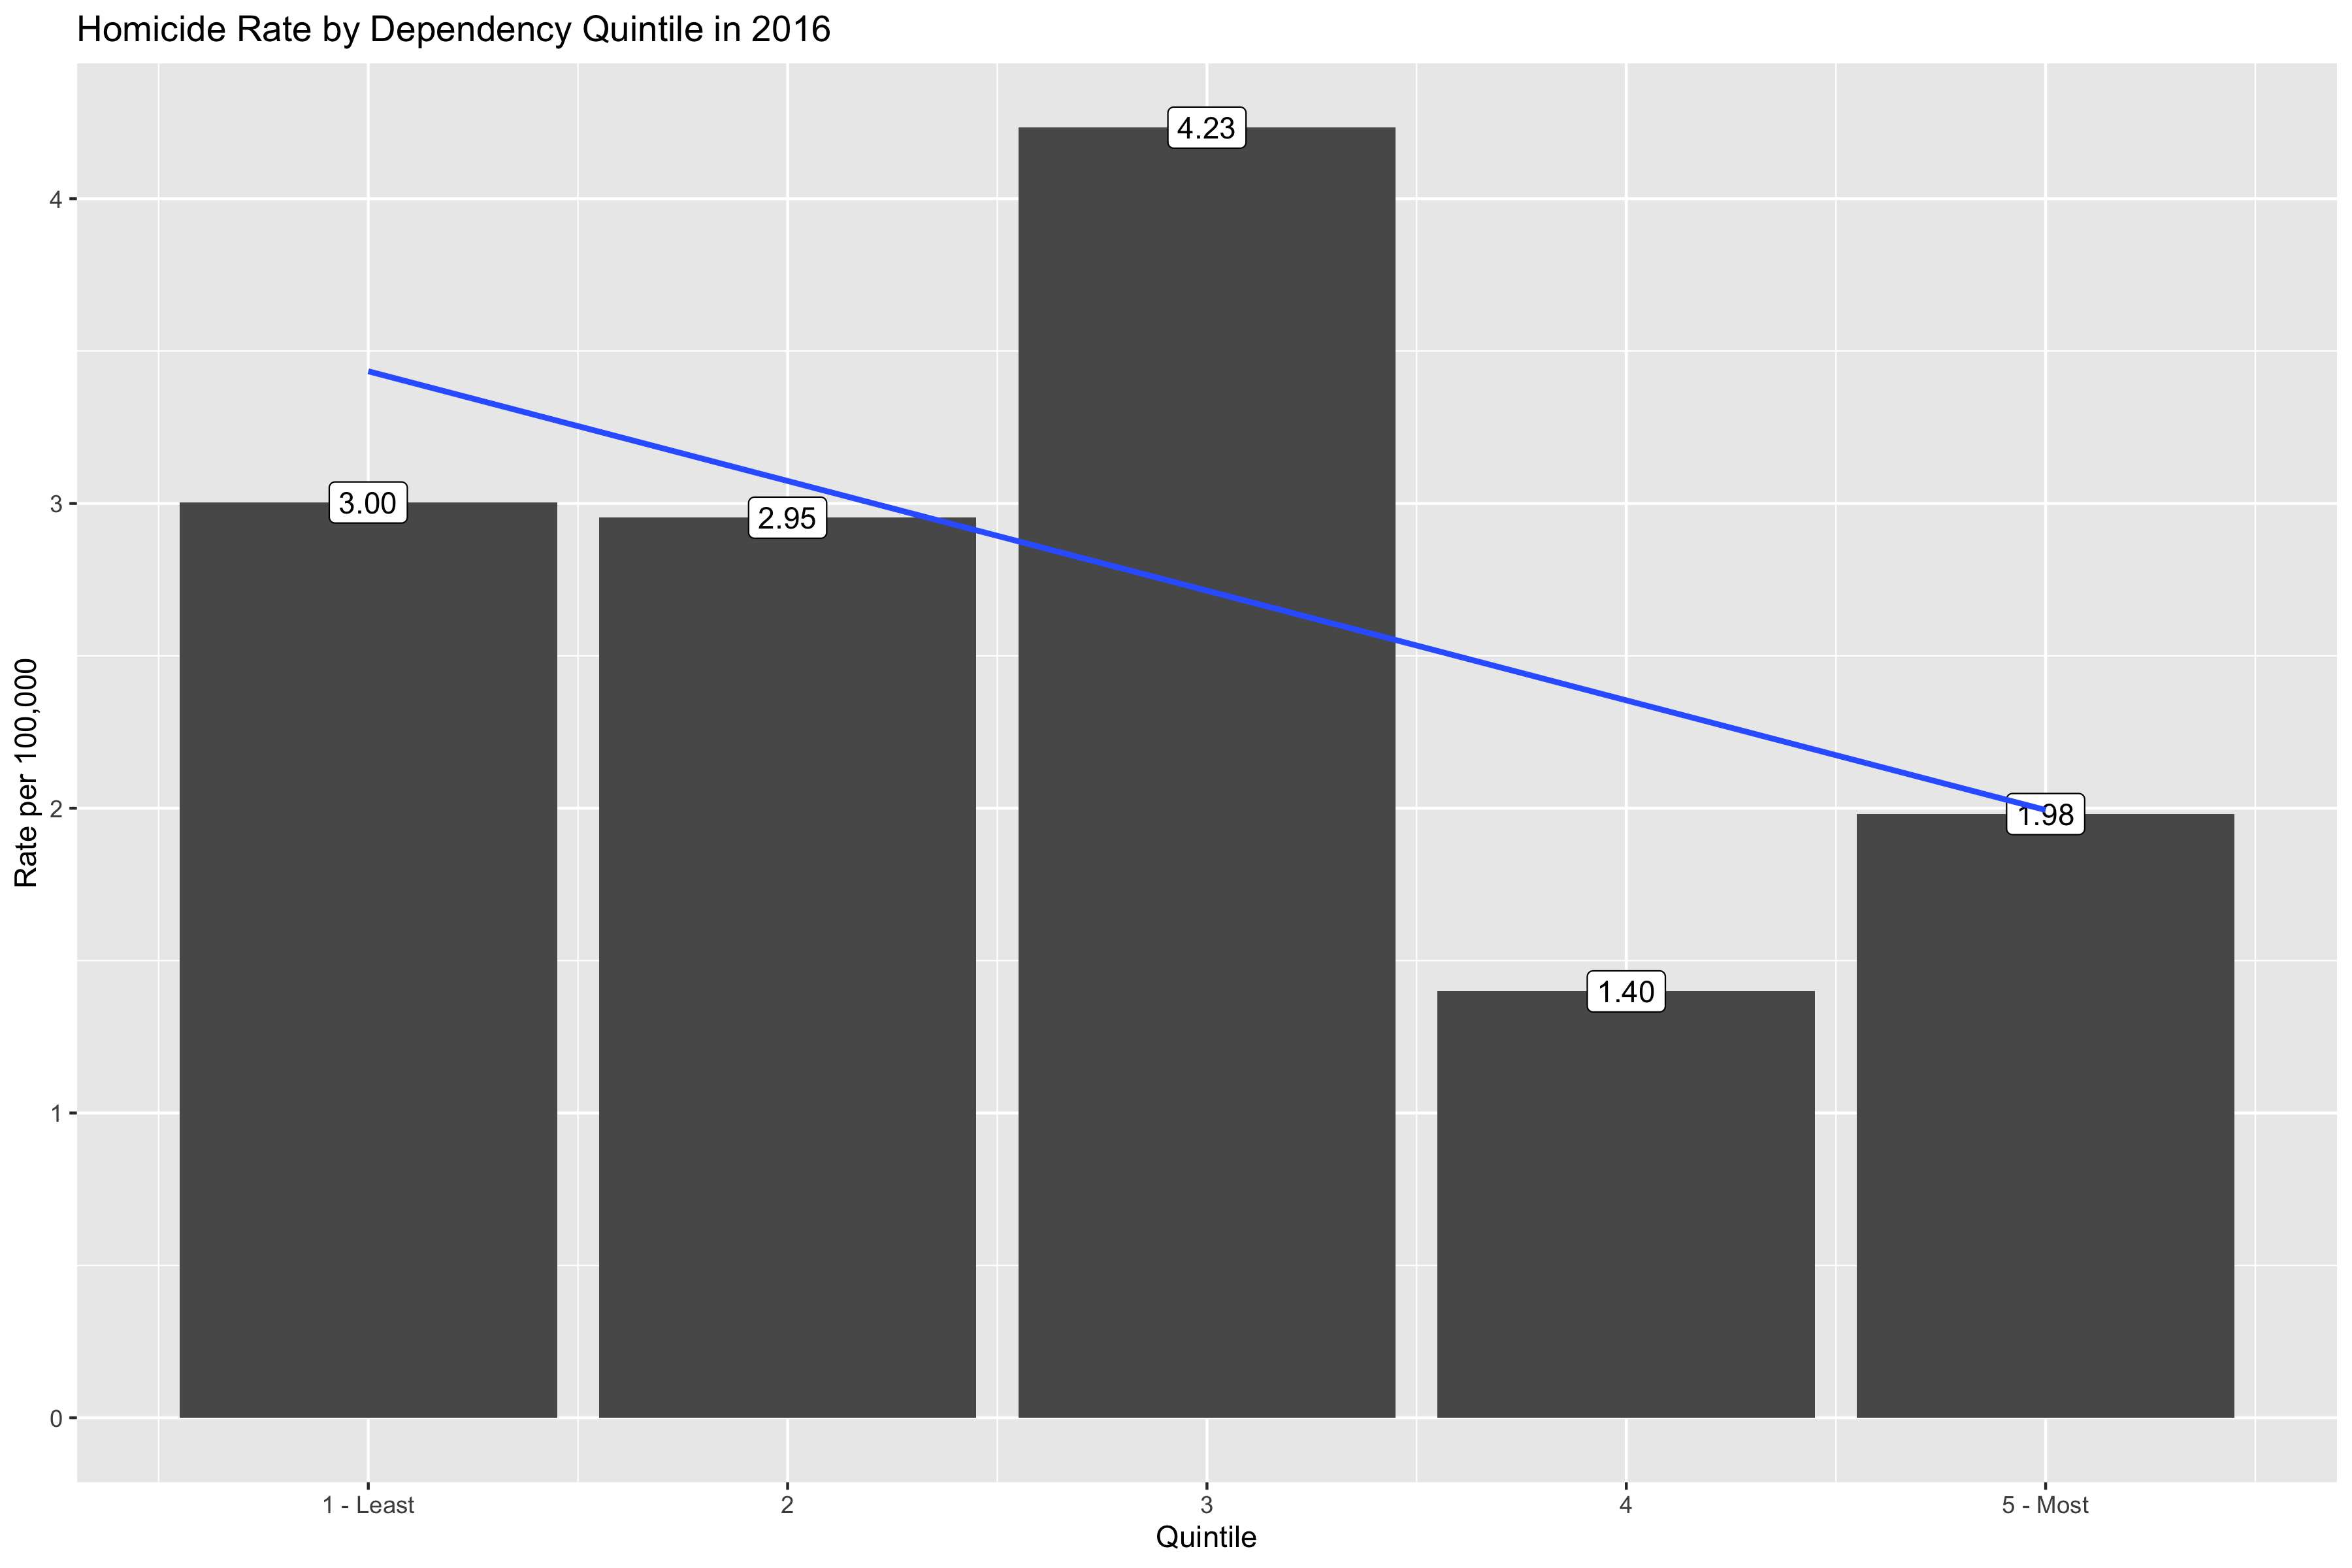 Homicide Rate by Dependency Quintile in 2016
Rate per 100,000
4
3
2
1
0
3.00
2.95
4.23
1.40
1.98
1 - Least
2
3
4
5 - Most
Quintile